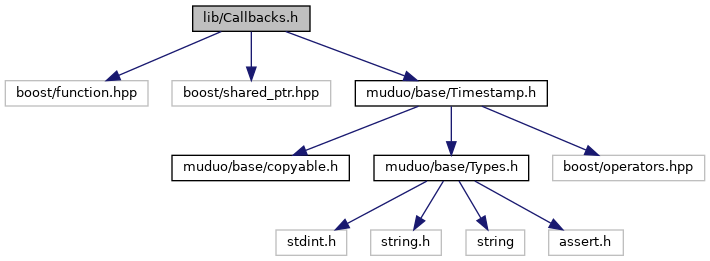 lib/Callbacks.h
boost/function.hpp
boost/shared_ptr.hpp
muduo/base/Timestamp.h
muduo/base/copyable.h
muduo/base/Types.h
boost/operators.hpp
stdint.h
string.h
string
assert.h